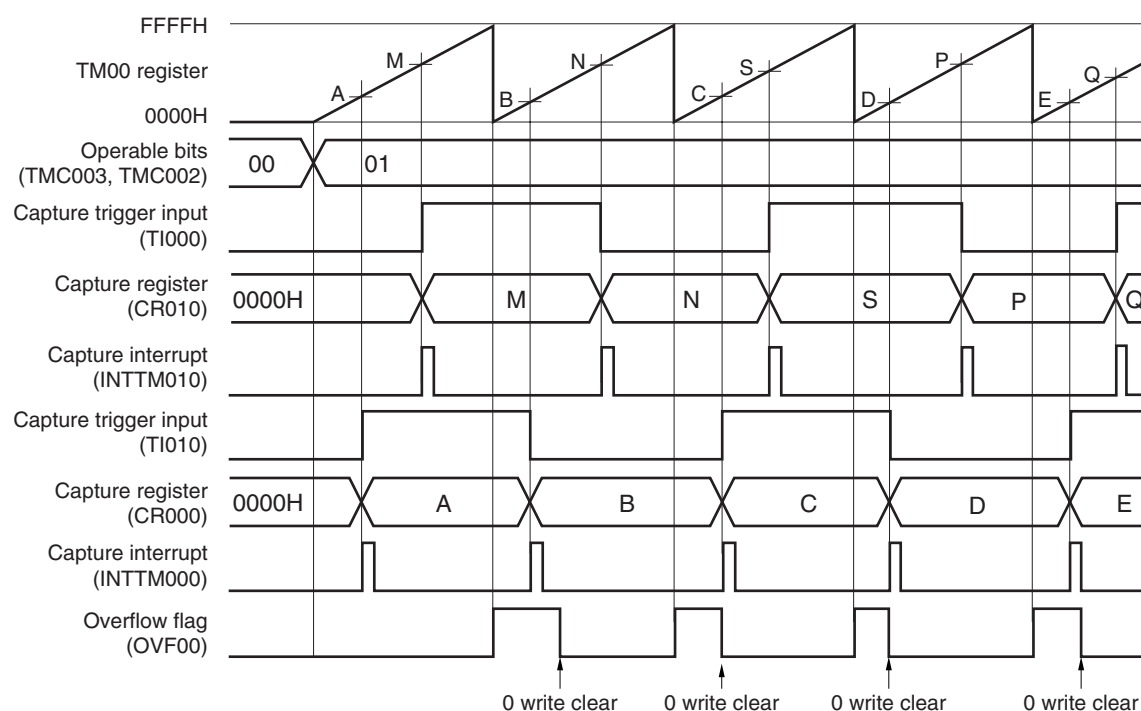 FFFFH
TM00 register
0000H
A M B N C S D P E Q
Operable bits
(TMC003, TMC002)
00 01
Capture trigger input
(TI000)
Capture register
(CR010)
0000H M N S P Q
Capture interrupt
(INTTM010)
Capture trigger input
(TI010)
Capture register
(CR000)
0000H A B C D E
Capture interrupt
(INTTM000)
Overflow flag
(OVF00)
0 write clear 0 write clear 0 write clear 0 write clear